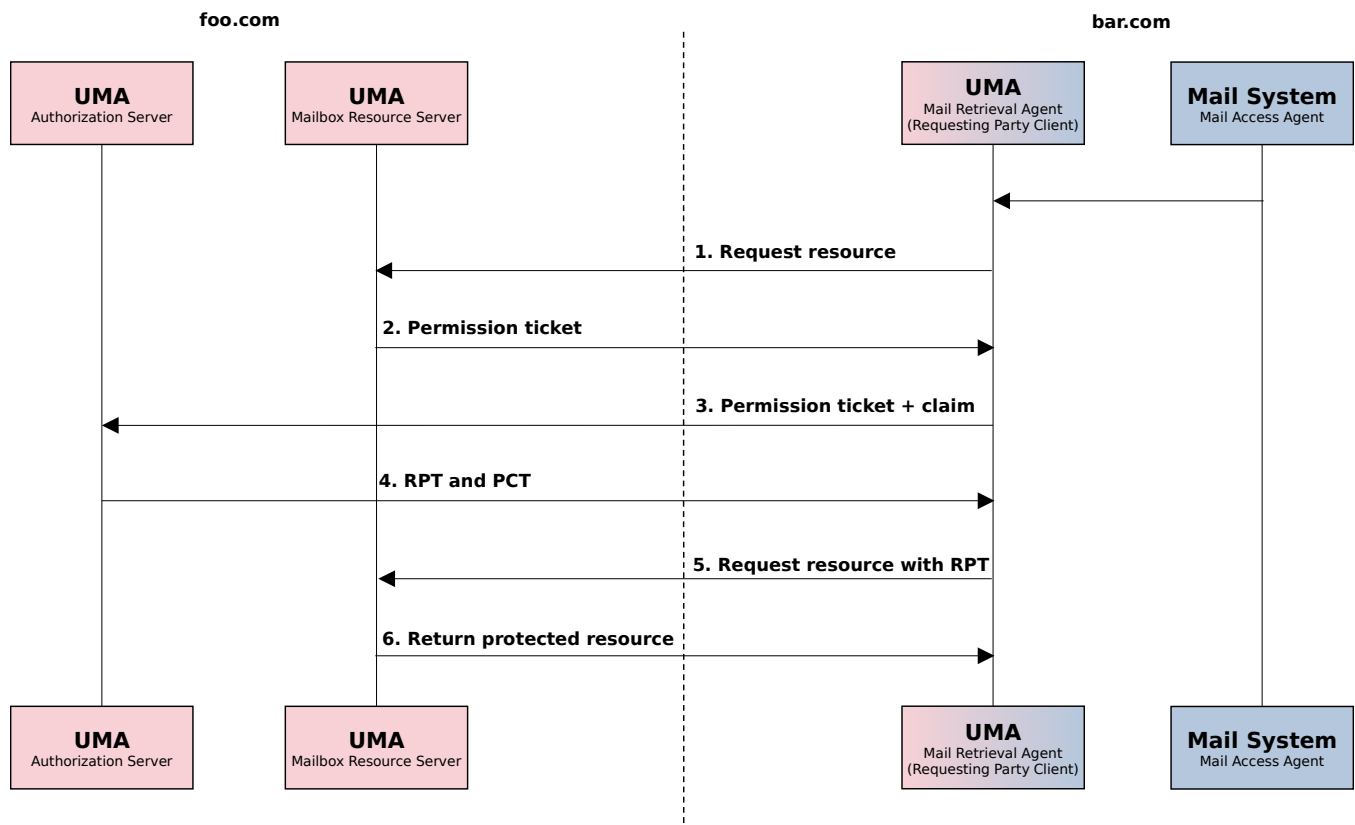 foo.com
bar.com
UMA
Authorization Server
UMA
Mailbox Resource Server
UMA
Mail Retrieval Agent
(Requesting Party Client)
Mail System
Mail Access Agent
1. Request resource
2. Permission ticket
3. Permission ticket + claim
4. RPT and PCT
5. Request resource with RPT
6. Return protected resource
UMA
Authorization Server
UMA
Mailbox Resource Server
UMA
Mail Retrieval Agent
(Requesting Party Client)
Mail System
Mail Access Agent